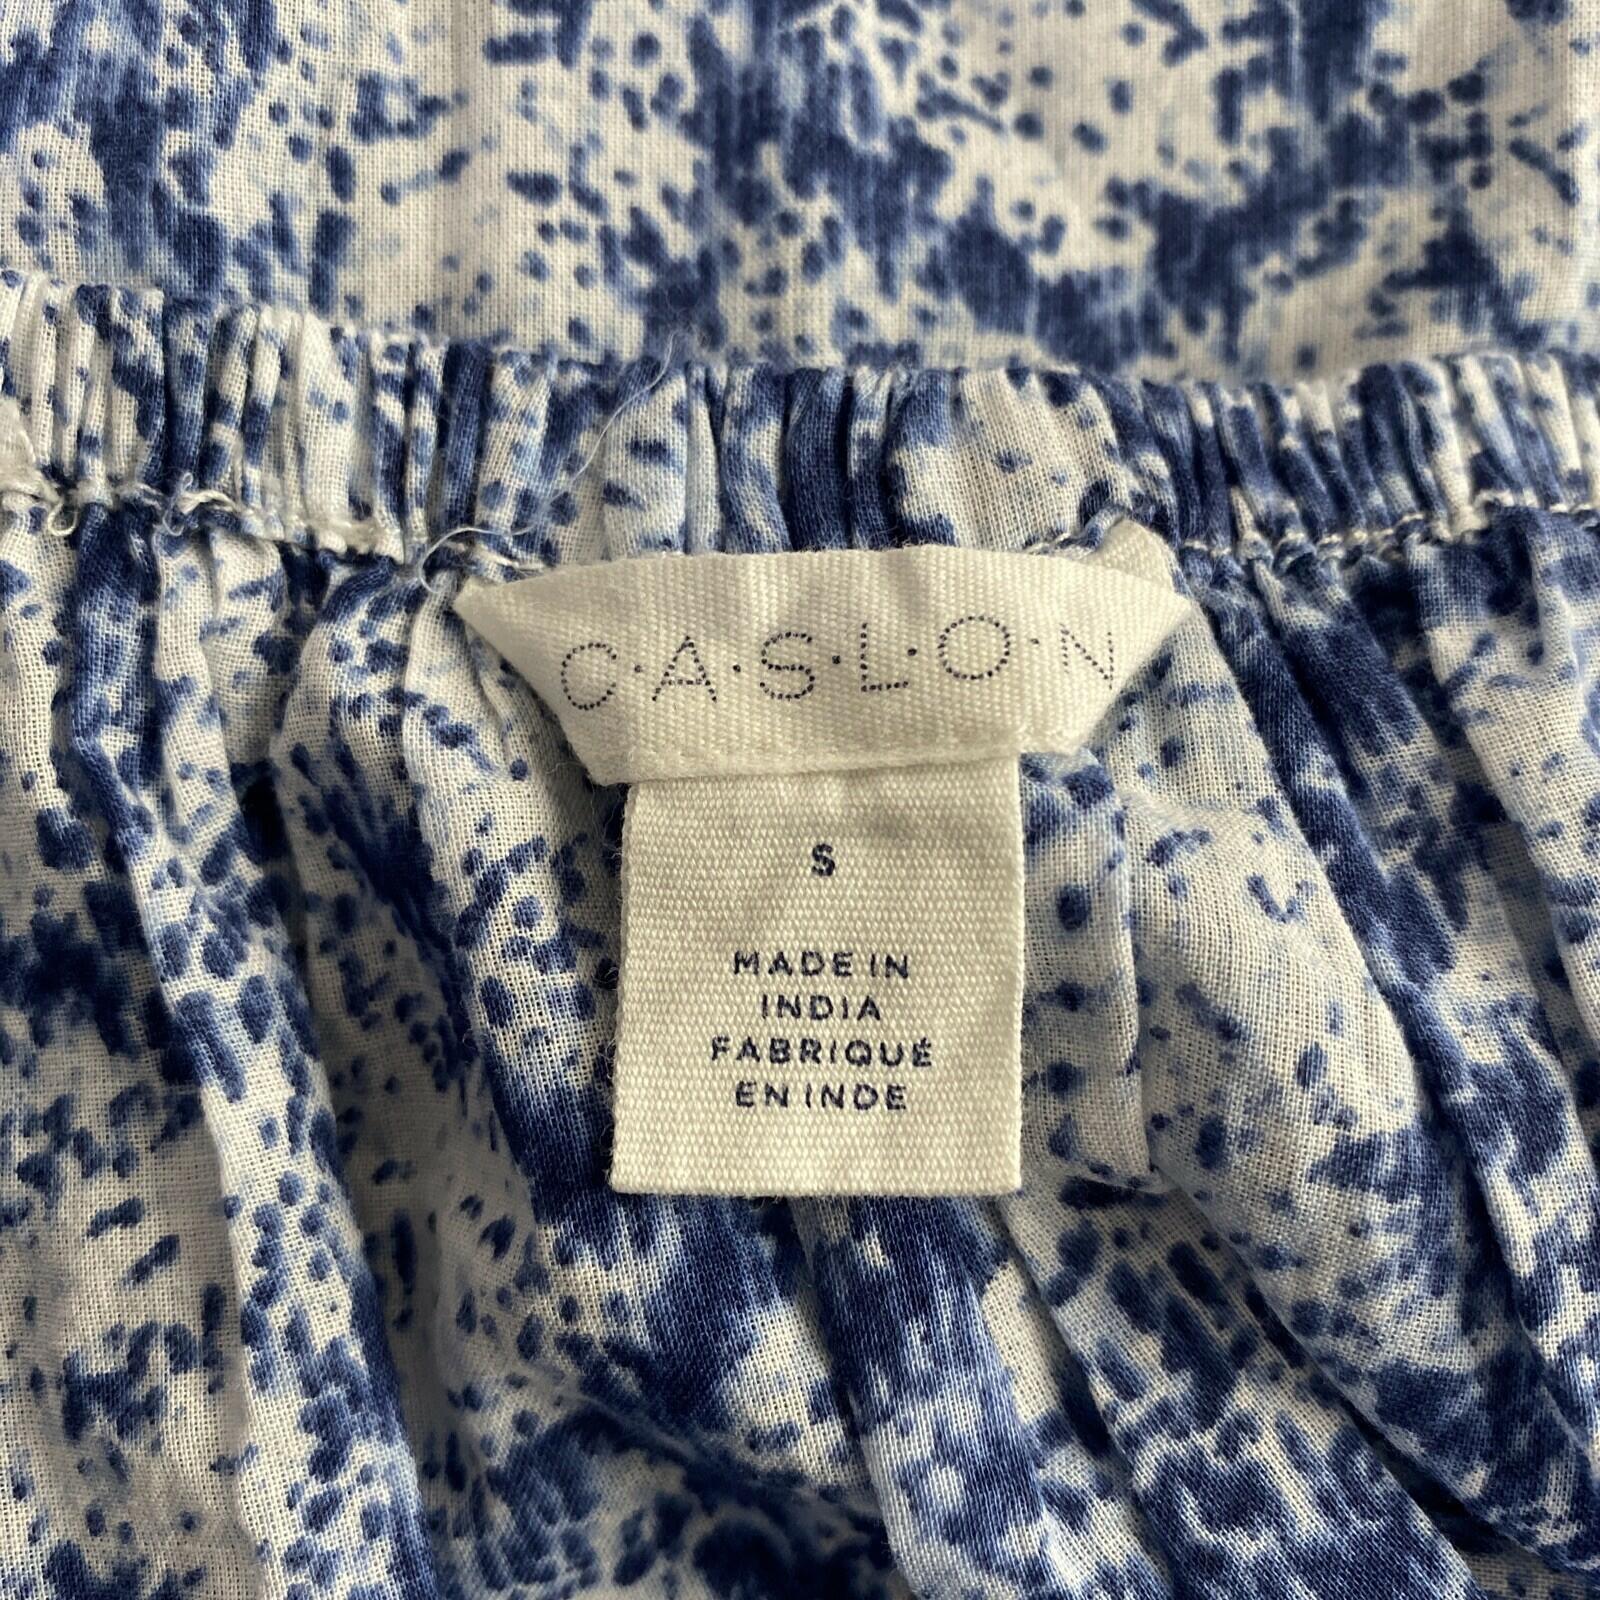 C·A·S·L·O·N
S
MADE IN
INDIA
FABRIQUÉ
EN INDE